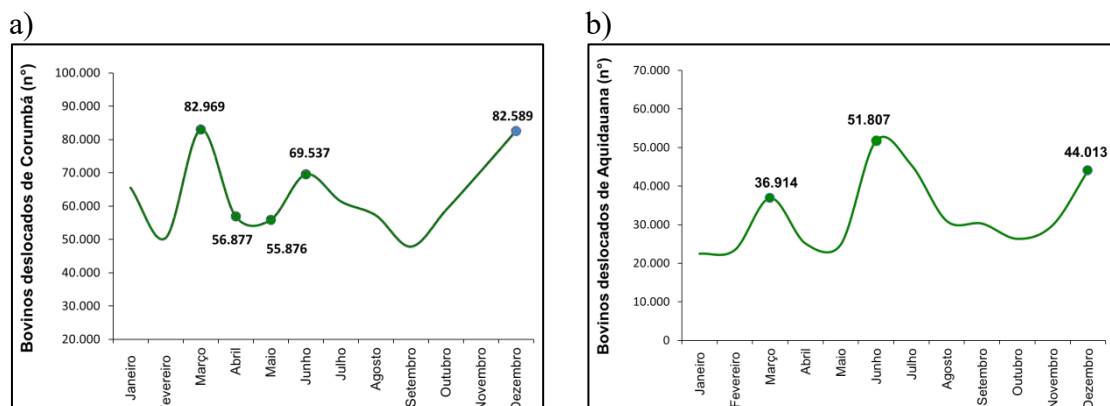 a)
Bovinos deslocados de Corumbá (n°)
100.000
90.000
80.000
70.000
60.000
50.000
40.000
30.000
20.000
82.969
56.877
55.876
69.537
82.589
Janeiro
evereiro
Março
Abril
Maio
Junho
Julho
Agosto
Setembro
Outubro
Novembro
Dezembro
b)
Bovinos deslocados de Aquidauana (n°)
70.000
60.000
50.000
40.000
30.000
20.000
10.000
0
36.914
51.807
44.013
Janeiro
Fevereiro
Março
Abril
Maio
Junho
Julho
Agosto
Setembro
Outubro
Novembro
Dezembro